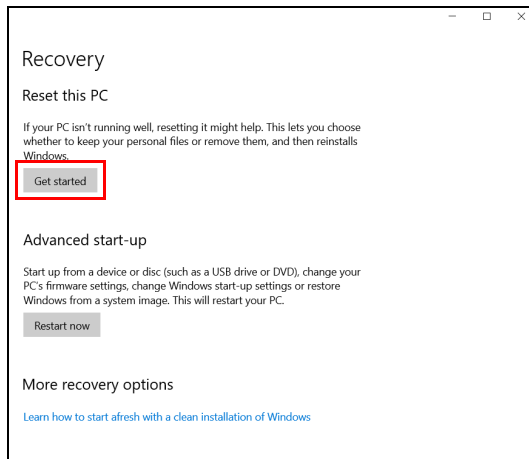 Recovery
Reset this PC
If your PC isn't running well, resetting it might help. This lets you choose
whether to keep your personal files or remove them, and then reinstalls
Windows.
Get started
Advanced start-up
Start up from a device or disc (such as a USB drive or DVD), change your
PC's firmware settings, change Windows start-up settings or restore
Windows from a system image. This will restart your PC.
Restart now
More recovery options
Learn how to start afresh with a clean installation of Windows